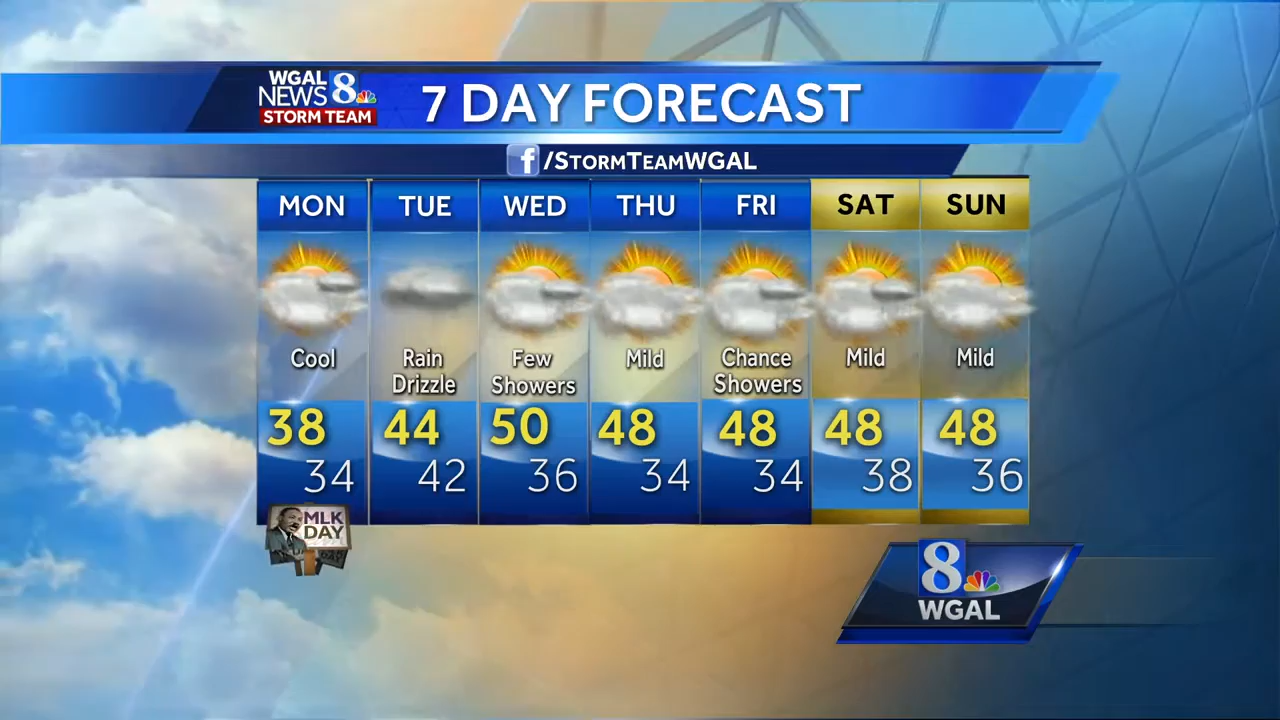 WGAL
NEWS 8
STORM TEAM
7 DAY FORECAST
f /STORMTEAMWGAL
MON TUE WED THU FRI SAT SUN
Cool Rain Drizzle Few Showers Mild Chance Showers Mild Mild
38 44 50 48 48 48 48
34 42 36 34 34 38 36
MLK
DAY
8
WGAL